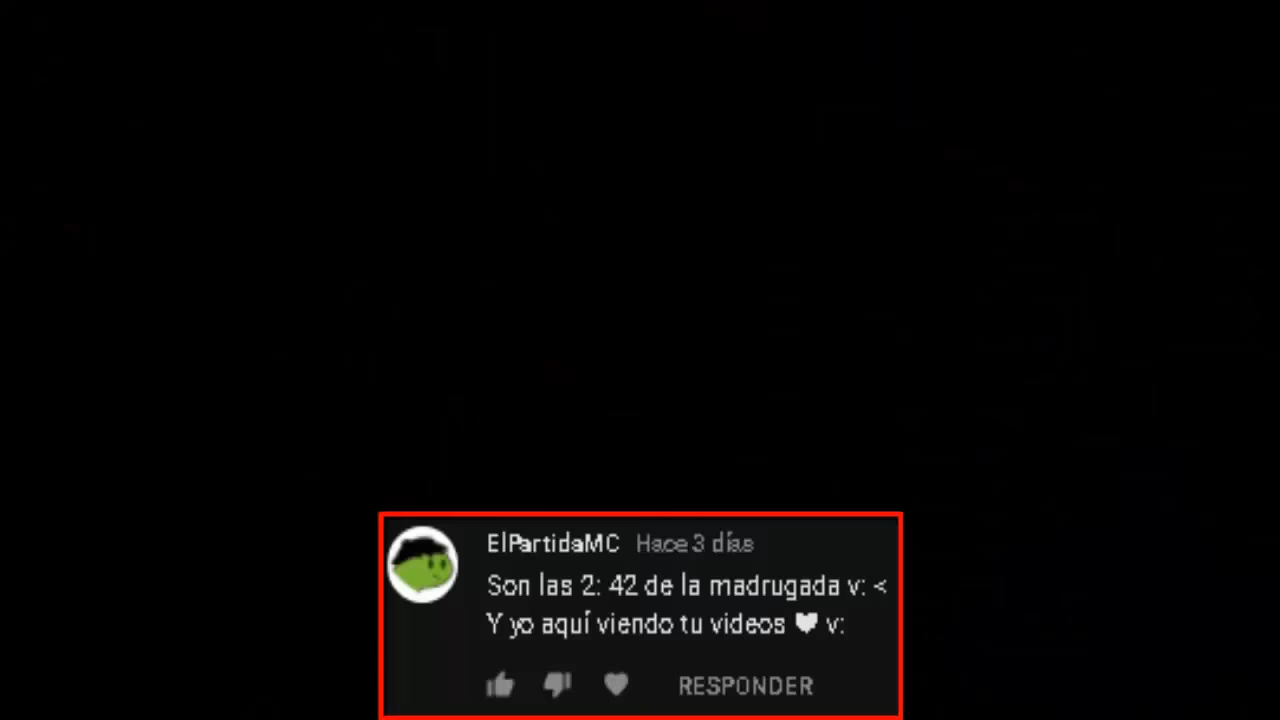 ElPartidaMC Hace 3 días
Son las 2: 42 de la madrugada v: <
Y yo aquí viendo tu videos ♥ v:
RESPONDER